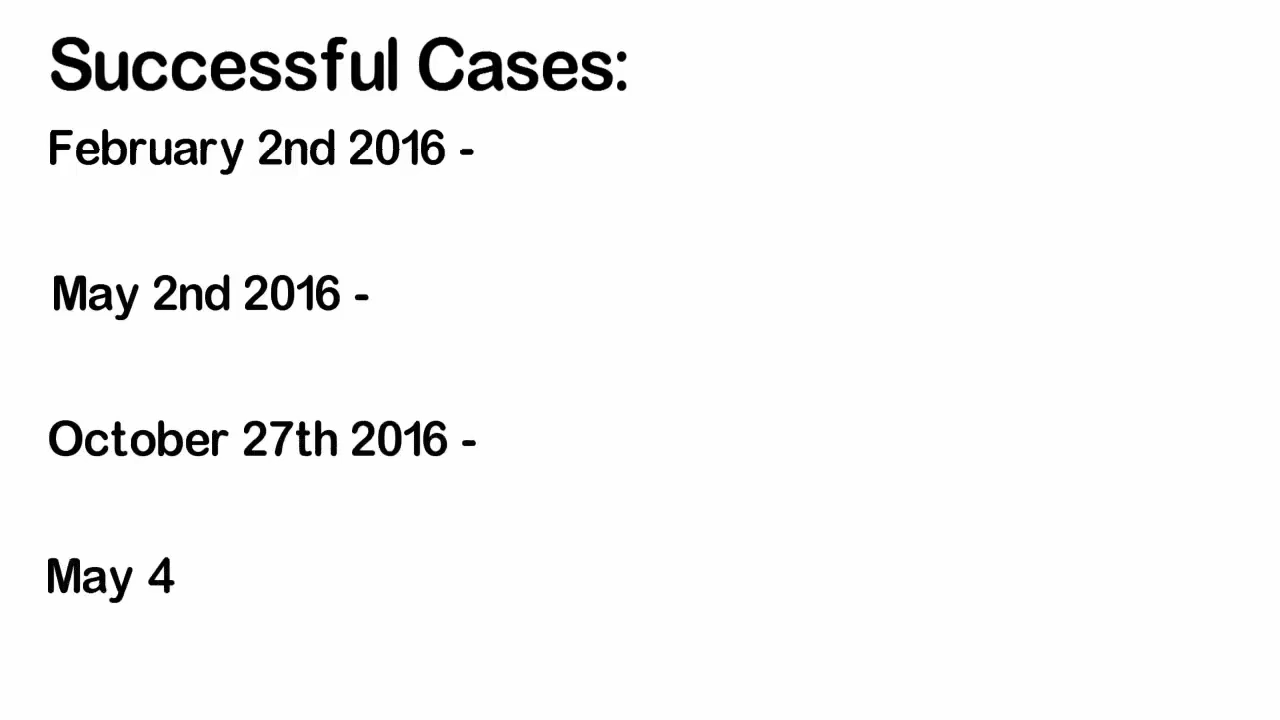 Successful Cases:
February 2nd 2016 -
May 2nd 2016 -
October 27th 2016 -
May 4